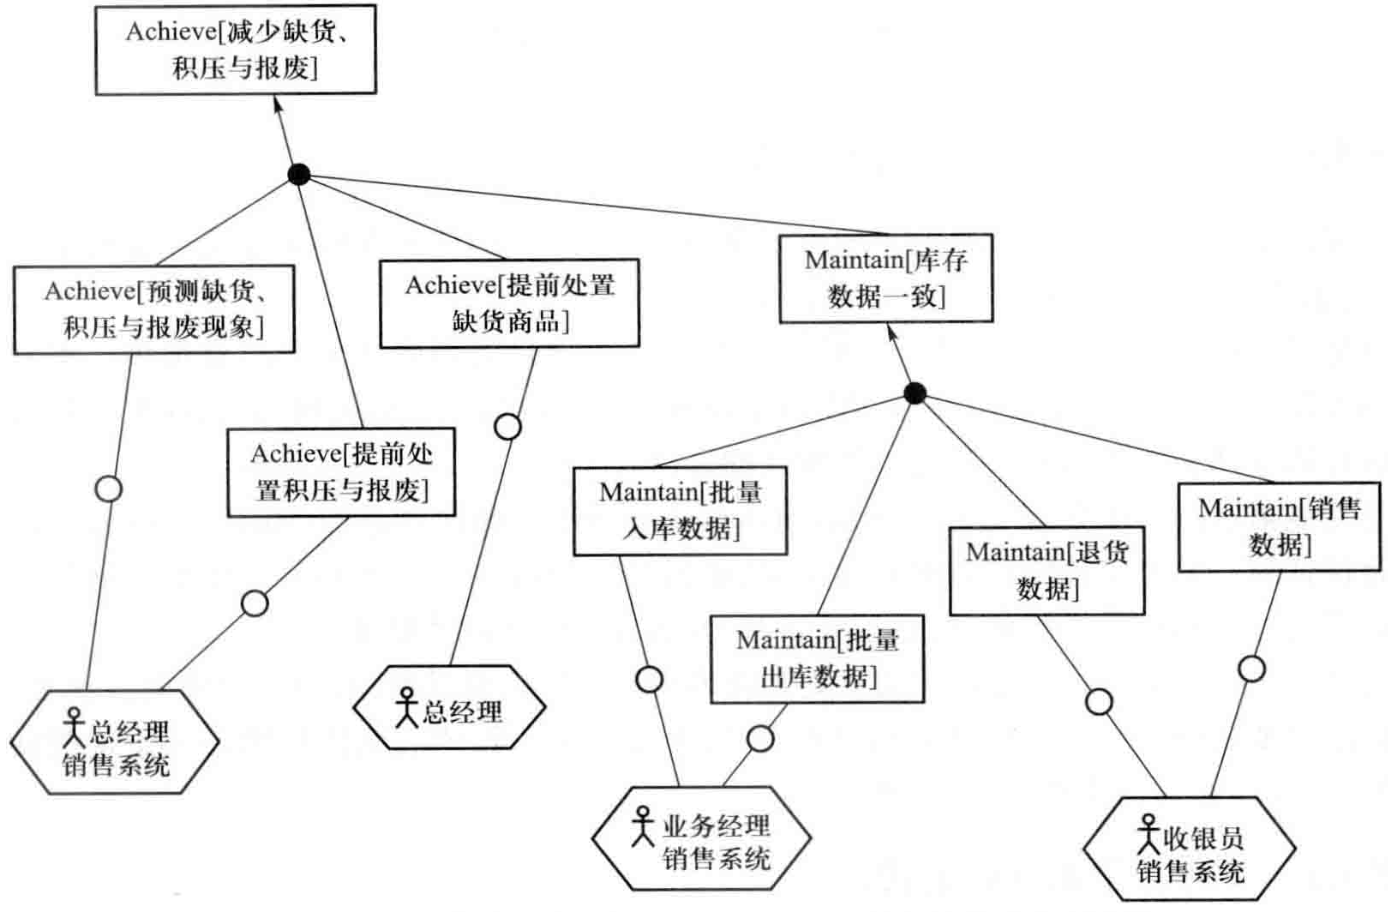 Achieve[减少缺货、
积压与报废]
Achieve[预测缺货、
积压与报废现象]
Achieve[提前处置
缺货商品]
Maintain[库存
数据一致]
Achieve[提前处
置积压与报废]
Maintain[批量
入库数据]
Maintain[批量
出库数据]
Maintain[退货
数据]
Maintain[销售
数据]
总经理
销售系统
总经理
业务经理
销售系统
收银员
销售系统